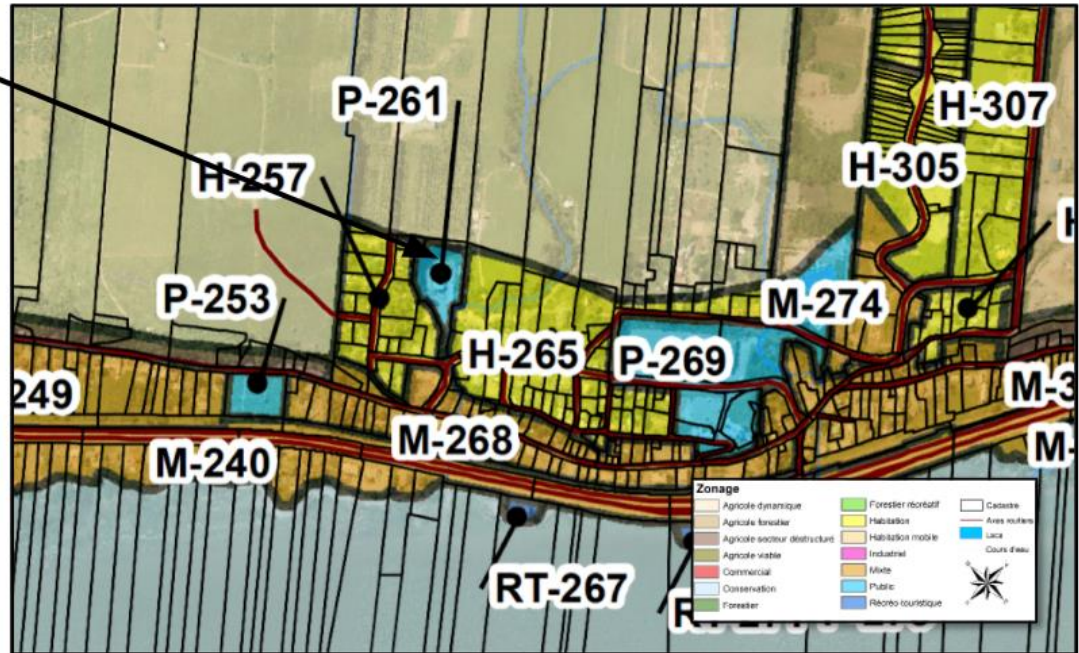 P-261
H-307
H-257
H-305
P-253
M-274
H-265
P-269
249
M-3
M-268
M-240
M-
RT-267
Zonage
Agricole dynamique
Agricole forestier
Agricole secteur déstructuré
Agricole viable
Commercial
Conservation
Forestier
Forestier récréatif
Habitation
Habitation mobile
Industriel
Mixte
Public
Récréo-touristique
Cadastre
Axes routiers
Lacs
Cours d'eau